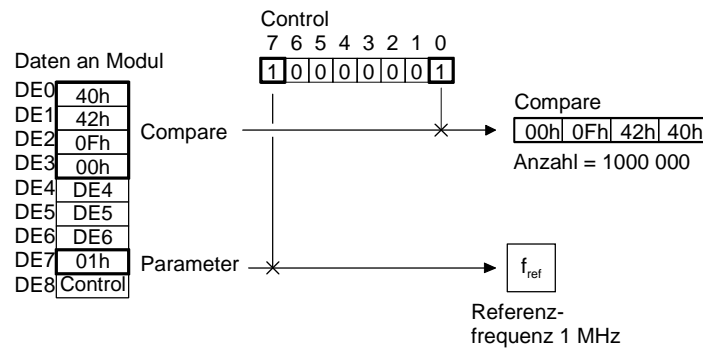 Control
7 6 5 4 3 2 1 0
1 0 0 0 0 0 0 1
Daten an Modul
DE0 40h
DE1 42h
DE2 0Fh
DE3 00h
DE4 DE4
DE5 DE5
DE6 DE6
DE7 01h
DE8 Control
Compare
Parameter
Compare
00h 0Fh 42h 40h
Anzahl = 1000 000
fref
Referenz-
frequenz 1 MHz